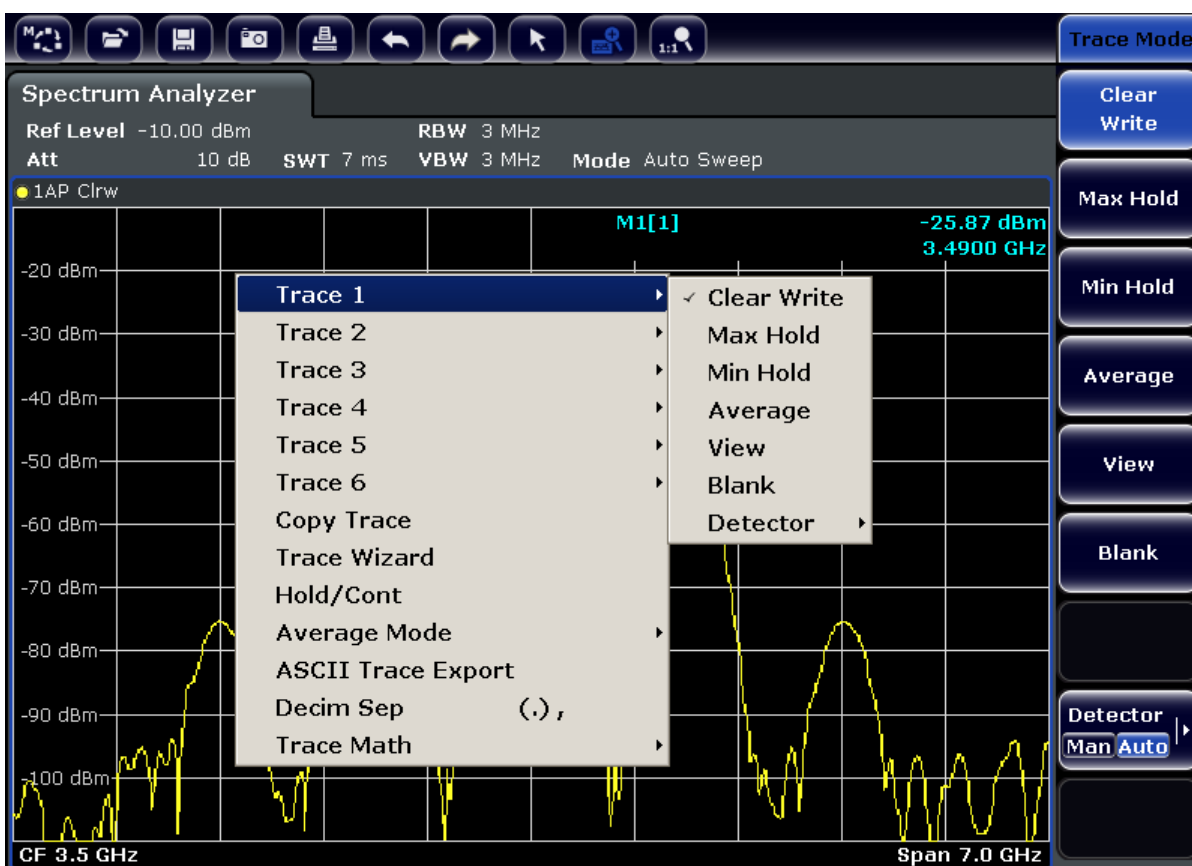 M
1:1
Trace Mode
Spectrum Analyzer
Ref Level -10.00 dBm RBW 3 MHz
Att 10 dB SWT 7 ms VBW 3 MHz Mode Auto Sweep
1AP Clrw
M1[1] -25.87 dBm
3.4900 GHz
-20 dBm
-30 dBm
-40 dBm
-50 dBm
-60 dBm
-70 dBm
-80 dBm
-90 dBm
-100 dBm
Trace 1
Trace 2
Trace 3
Trace 4
Trace 5
Trace 6
Copy Trace
Trace Wizard
Hold/Cont
Average Mode
ASCII Trace Export
Decim Sep (.) ,
Trace Math
Clear Write
Max Hold
Min Hold
Average
View
Blank
Detector
CF 3.5 GHz Span 7.0 GHz
Clear
Write
Max Hold
Min Hold
Average
View
Blank
Detector
Man Auto